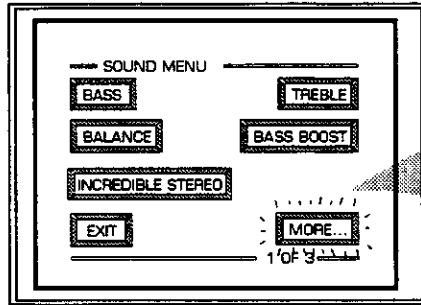 SOUND MENU
BASS TREBLE
BALANCE BASS BOOST
INCREDIBLE STEREO
EXIT MORE...
1 OF 3